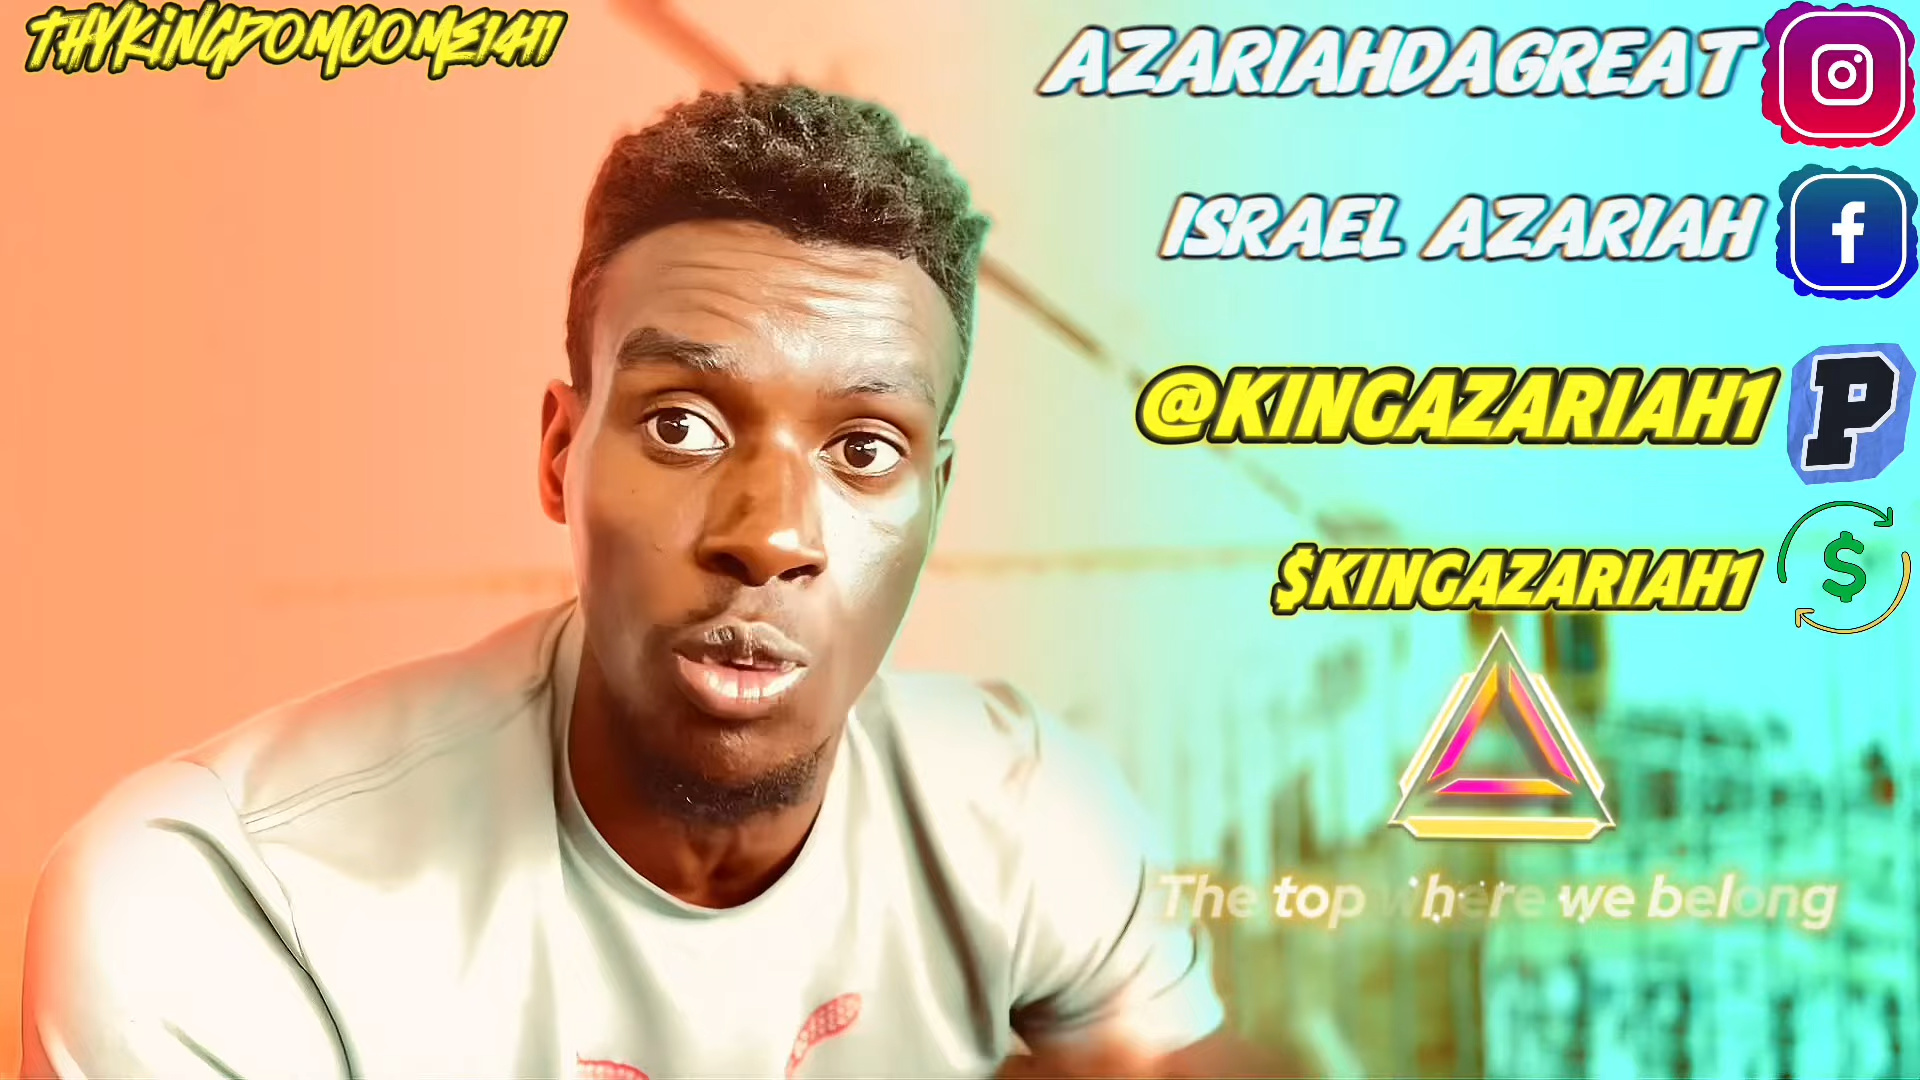 THYKINGDOMCOME1411
AZARIAHDAGREAT
ISRAEL AZARIAH
@KINGAZARIAH1
P
$KINGAZARIAH1
The top where we belong